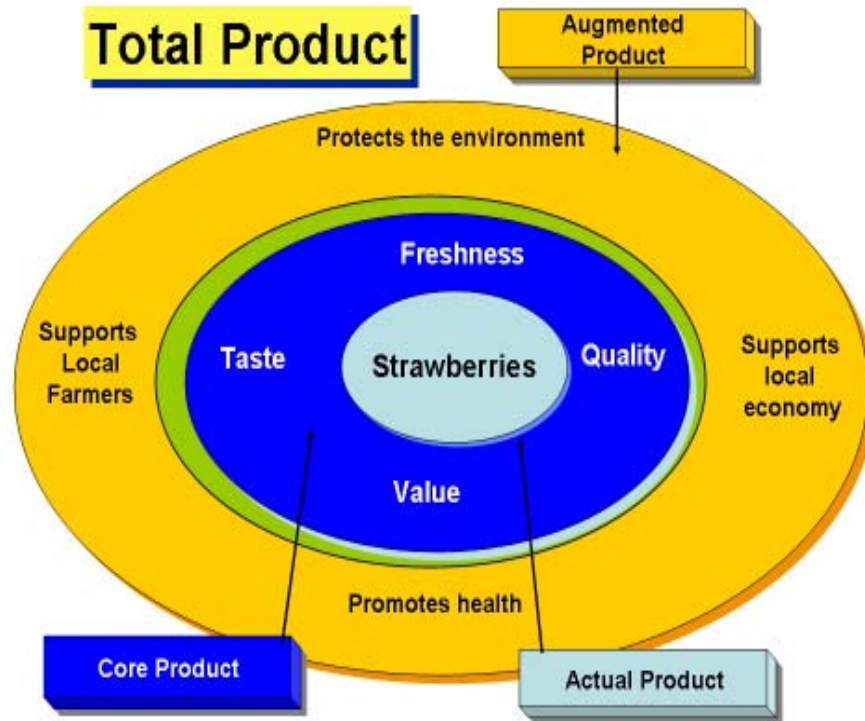 Total Product
Augmented
Product
Protects the environment
Freshness
Supports
Local
Farmers
Taste
Strawberries
Quality
Supports
local
economy
Value
Promotes health
Core Product
Actual Product